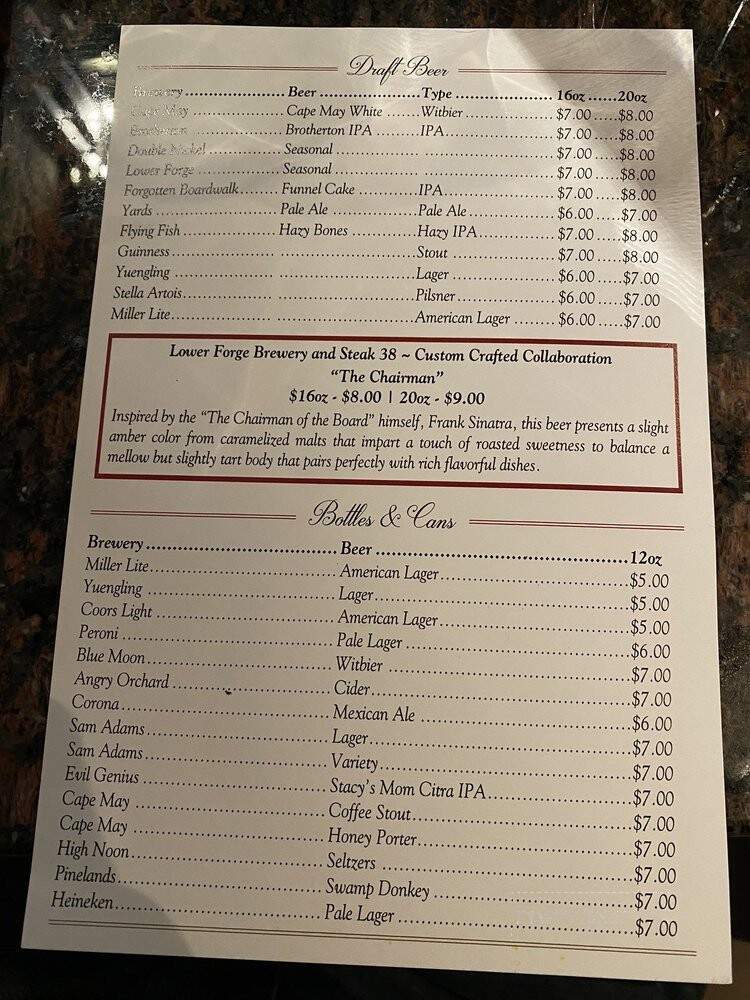 Draft Beer
Brewery ........................ Beer ........................ Type ........................ 16oz ...... 20oz
Cape May ........................ Cape May White ....... Witbier ........................ $7.00 ..... $8.00
........................ Brotherton IPA ......... IPA ........................ $7.00 ..... $8.00
Double Nickel ........................ Seasonal ........................ $7.00 ..... $8.00
Lower Forge ........................ Seasonal ........................ $7.00 ..... $8.00
Forgotten Boardwalk ........ Funnel Cake ............ IPA ........................ $7.00 ..... $8.00
Yards ........................ Pale Ale ................. Pale Ale ................. $6.00 ..... $7.00
Flying Fish ................. Hazy Bones ............. Hazy IPA ................. $7.00 ..... $8.00
Guinness ........................ Stout ................. $7.00 ..... $8.00
Yuengling ........................ Lager ................. $6.00 ..... $7.00
Stella Artois ........................ Pilsner ................. $6.00 ..... $7.00
Miller Lite ........................ American Lager ........ $6.00 ..... $7.00
Lower Forge Brewery and Steak 38 ~ Custom Crafted Collaboration
"The Chairman"
$16oz - $8.00 | 20oz - $9.00
Inspired by the "The Chairman of the Board" himself, Frank Sinatra, this beer presents a slight
amber color from caramelized malts that impart a touch of roasted sweetness to balance a
mellow but slightly tart body that pairs perfectly with rich flavorful dishes.
Bottles & Cans
Brewery ........................ Beer ........................ 12oz
Miller Lite ........................ American Lager ........................ $5.00
Yuengling ........................ Lager ........................ $5.00
Coors Light ........................ American Lager ........................ $5.00
Peroni ........................ Pale Lager ........................ $6.00
Blue Moon ........................ Witbier ........................ $7.00
Angry Orchard ........................ Cider ........................ $7.00
Corona ........................ Mexican Ale ........................ $6.00
Sam Adams ........................ Lager ........................ $7.00
Sam Adams ........................ Variety ........................ $7.00
Evil Genius ........................ Stacy's Mom Citra IPA ........................ $7.00
Cape May ........................ Coffee Stout ........................ $7.00
Cape May ........................ Honey Porter ........................ $7.00
High Noon ........................ Seltzers ........................ $7.00
Pinelands ........................ Swamp Donkey ........................ $7.00
Heineken ........................ Pale Lager ........................ $7.00